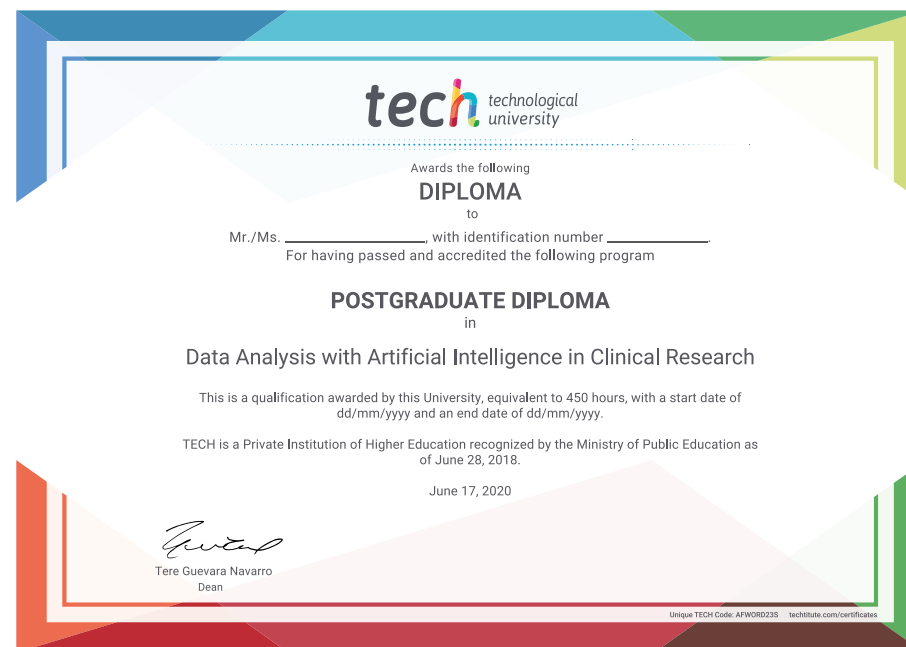 tech technological
university
Awards the following
DIPLOMA
to
Mr./Ms. ____________________, with identification number ______________.
For having passed and accredited the following program
POSTGRADUATE DIPLOMA
in
Data Analysis with Artificial Intelligence in Clinical Research
This is a qualification awarded by this University, equivalent to 450 hours, with a start date of
dd/mm/yyyy and an end date of dd/mm/yyyy.
TECH is a Private Institution of Higher Education recognized by the Ministry of Public Education as
of June 28, 2018.
June 17, 2020
Tere Guevara Navarro
Dean
Unique TECH Code: AFWORD23S techtitute.com/certificates